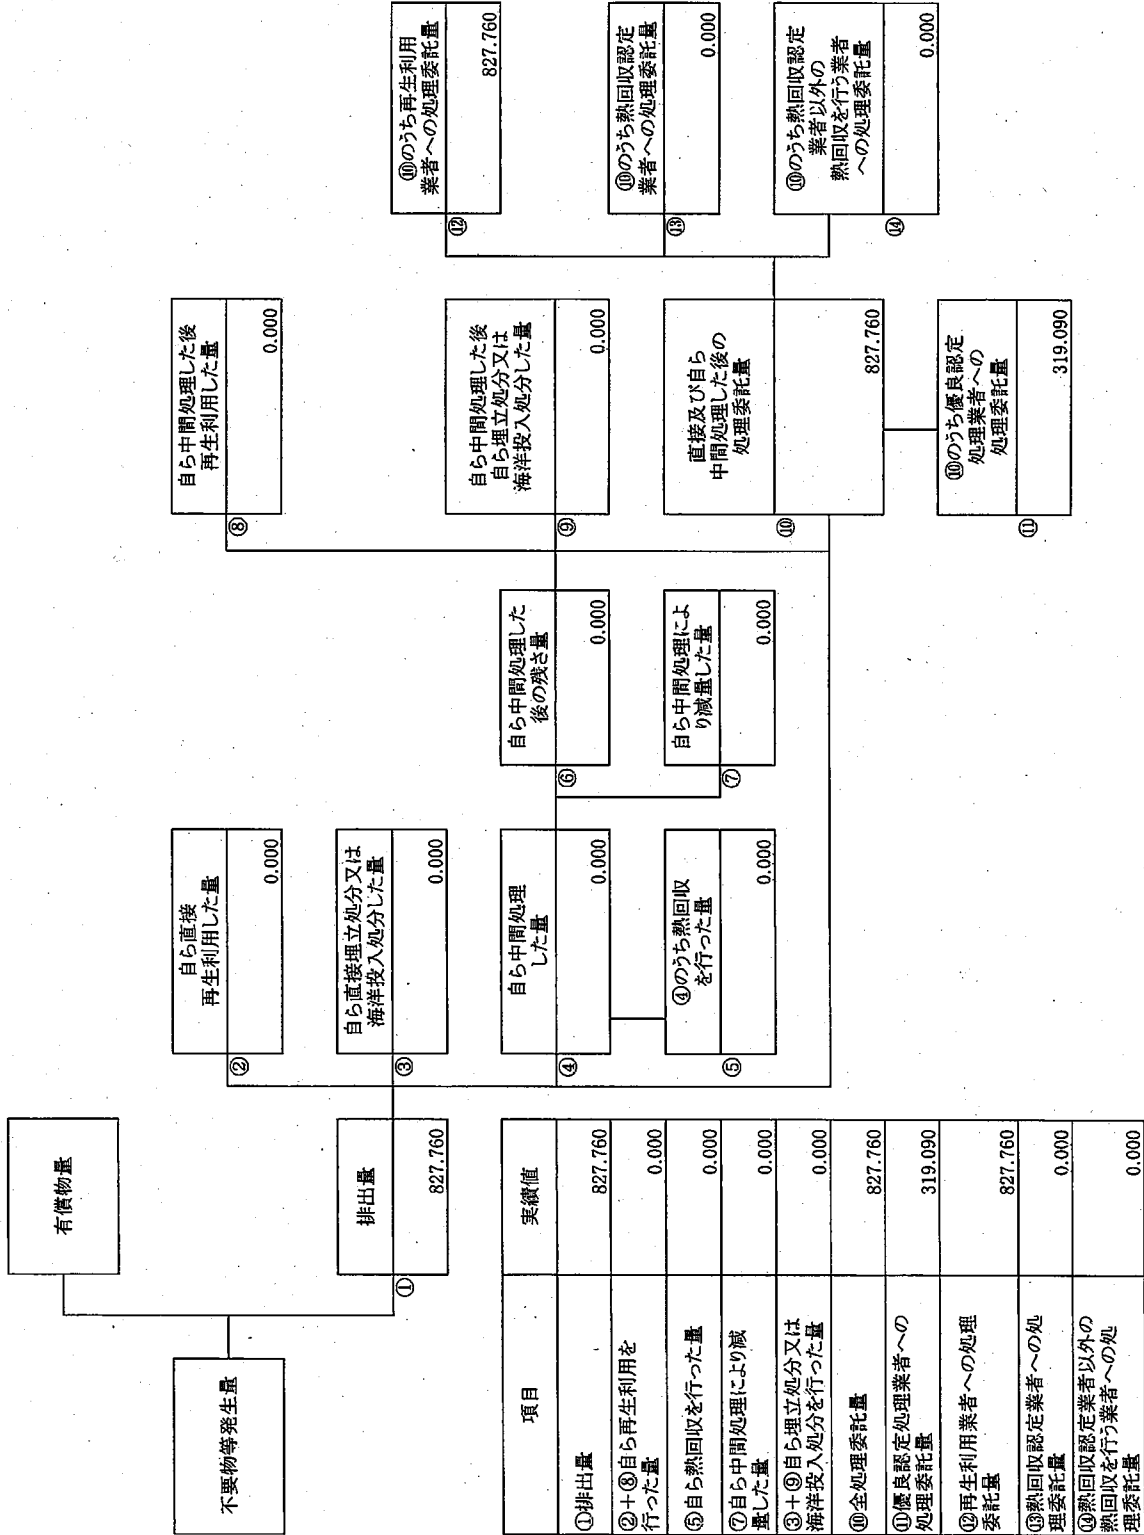 不要物等発生量
有償物量
①
排出量
827.760
②
自ら直接
再生利用した量
0.000
③
自ら直接埋立処分又は
海洋投入処分した量
0.000
④
自ら中間処理
した量
0.000
⑤
④のうち熱回収
を行った量
0.000
⑥
自ら中間処理した
後の残さ量
0.000
⑦
自ら中間処理によ
り減量した量
0.000
⑧
自ら中間処理した後
再生利用した量
0.000
⑨
自ら中間処理した後
自ら埋立処分又は
海洋投入処分した量
0.000
⑩
直接及び自ら
中間処理した後の
処理委託量
827.760
⑪
⑩のうち優良認定
処理業者への
処理委託量
319.090
⑫
⑩のうち再生利用
業者への処理委託量
827.760
⑬
⑩のうち熱回収認定
業者への処理委託量
0.000
⑭
⑩のうち熱回収認定
業者以外の
熱回収を行う業者
への処理委託量
0.000
項目 実績値
①排出量 827.760
②+⑧自ら再生利用を
行った量 0.000
⑤自ら熱回収を行った量 0.000
⑦自ら中間処理により減
量した量 0.000
③+⑨自ら埋立処分又は
海洋投入処分を行った量 0.000
⑩全処理委託量 827.760
⑪優良認定処理業者への
処理委託量 319.090
⑫再生利用業者への処理
委託量 827.760
⑬熱回収認定業者への処
理委託量 0.000
⑭熱回収認定業者以外の
熱回収を行う業者への処
理委託量 0.000